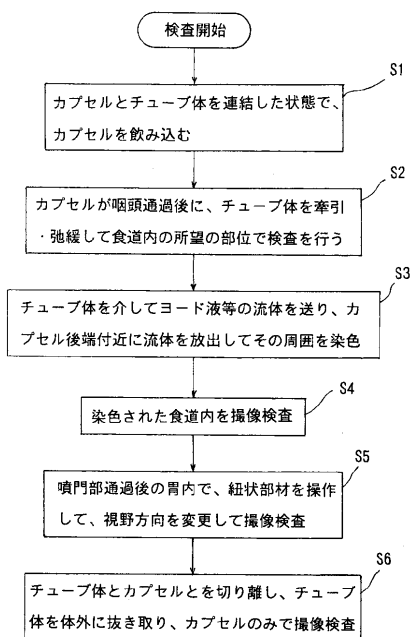 検査開始
S1
カプセルとチューブ体を連結した状態で、
カプセルを飲み込む
S2
カプセルが咽頭通過後に、チューブ体を牽引
・弛緩して食道内の所望の部位で検査を行う
S3
チューブ体を介してヨード液等の流体を送り、カ
プセル後端付近に流体を放出してその周囲を染色
S4
染色された食道内を撮像検査
S5
噴門部通過後の胃内で、紐状部材を操作
して、視野方向を変更して撮像検査
S6
チューブ体とカプセルとを切り離し、チューブ
体を体外に抜き取り、カプセルのみで撮像検査